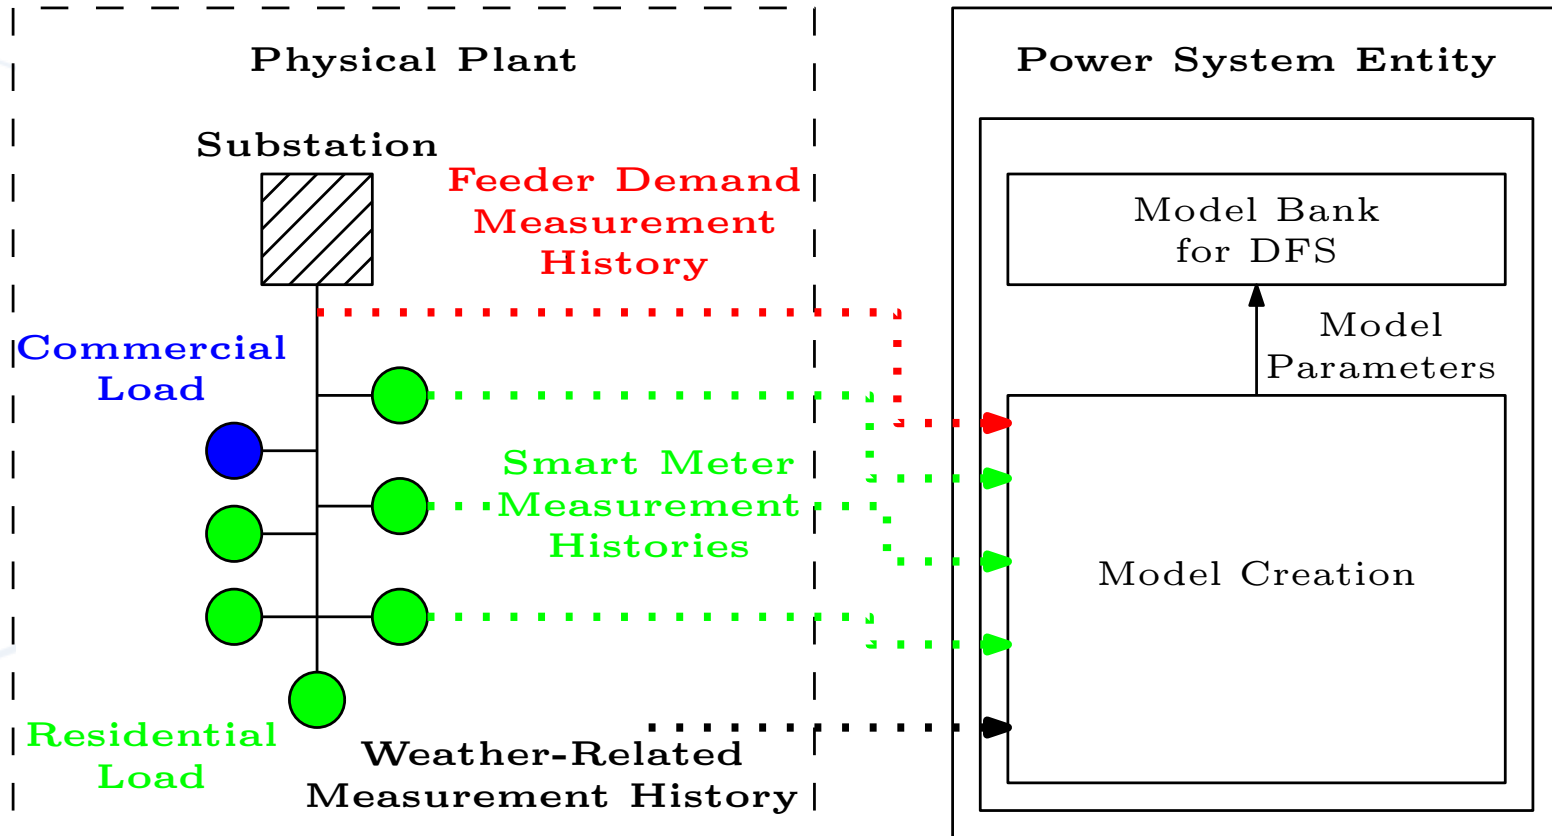 Physical Plant
Substation
Feeder Demand
Measurement
History
Commercial
Load
Smart Meter
Measurement
Histories
Residential
Load
Weather-Related
Measurement History
Power System Entity
Model Bank
for DFS
Model
Parameters
Model Creation